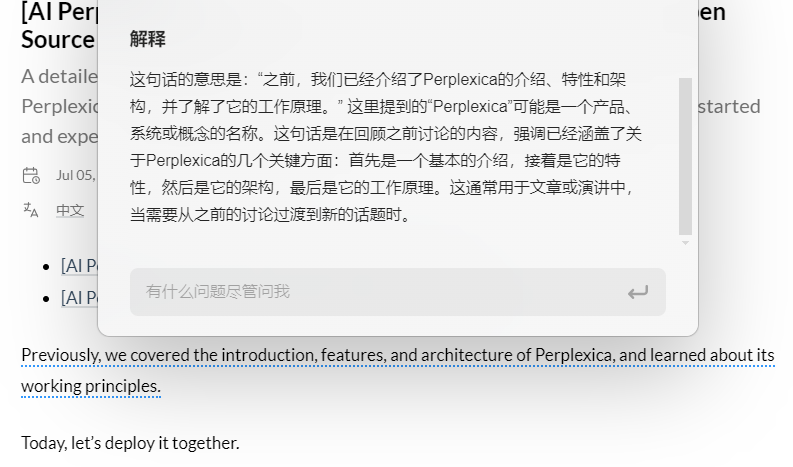 [AI Perp
pen
Source
A detaile
Perplexic
started
and expe
Jul 05,
中文
[AI Pe
[AI Pe
解释
这句话的意思是：“之前，我们已经介绍了Perplexica的介绍、特性和架
构，并了解了它的工作原理。” 这里提到的“Perplexica”可能是一个产品、
系统或概念的名称。这句话是在回顾之前讨论的内容，强调已经涵盖了关
于Perplexica的几个关键方面：首先是一个基本的介绍，接着是它的特
性，然后是它的架构，最后是它的工作原理。这通常用于文章或演讲中，
当需要从之前的讨论过渡到新的话题时。
有什么问题尽管问我
Previously, we covered the introduction, features, and architecture of Perplexica, and learned about its
working principles.
Today, let’s deploy it together.